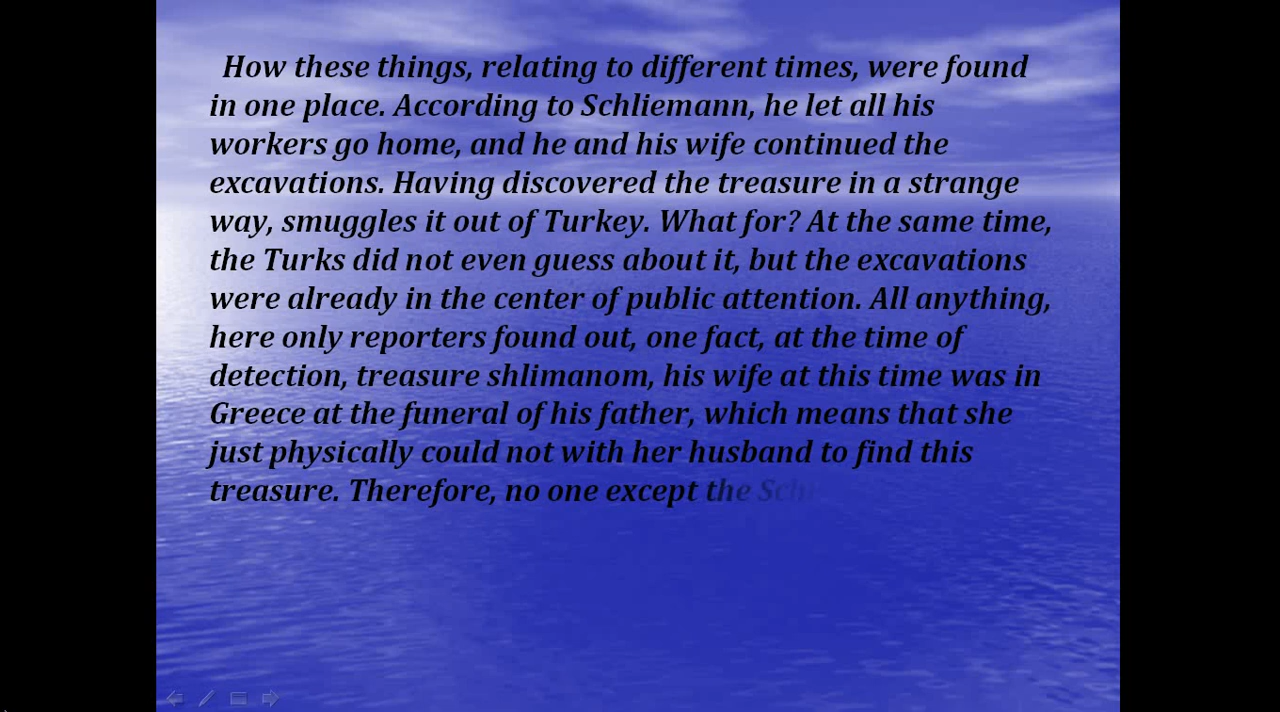 How these things, relating to different times, were found
in one place. According to Schliemann, he let all his
workers go home, and he and his wife continued the
excavations. Having discovered the treasure in a strange
way, smuggles it out of Turkey. What for? At the same time,
the Turks did not even guess about it, but the excavations
were already in the center of public attention. All anything,
here only reporters found out, one fact, at the time of
detection, treasure shlimanom, his wife at this time was in
Greece at the funeral of his father, which means that she
just physically could not with her husband to find this
treasure. Therefore, no one except the